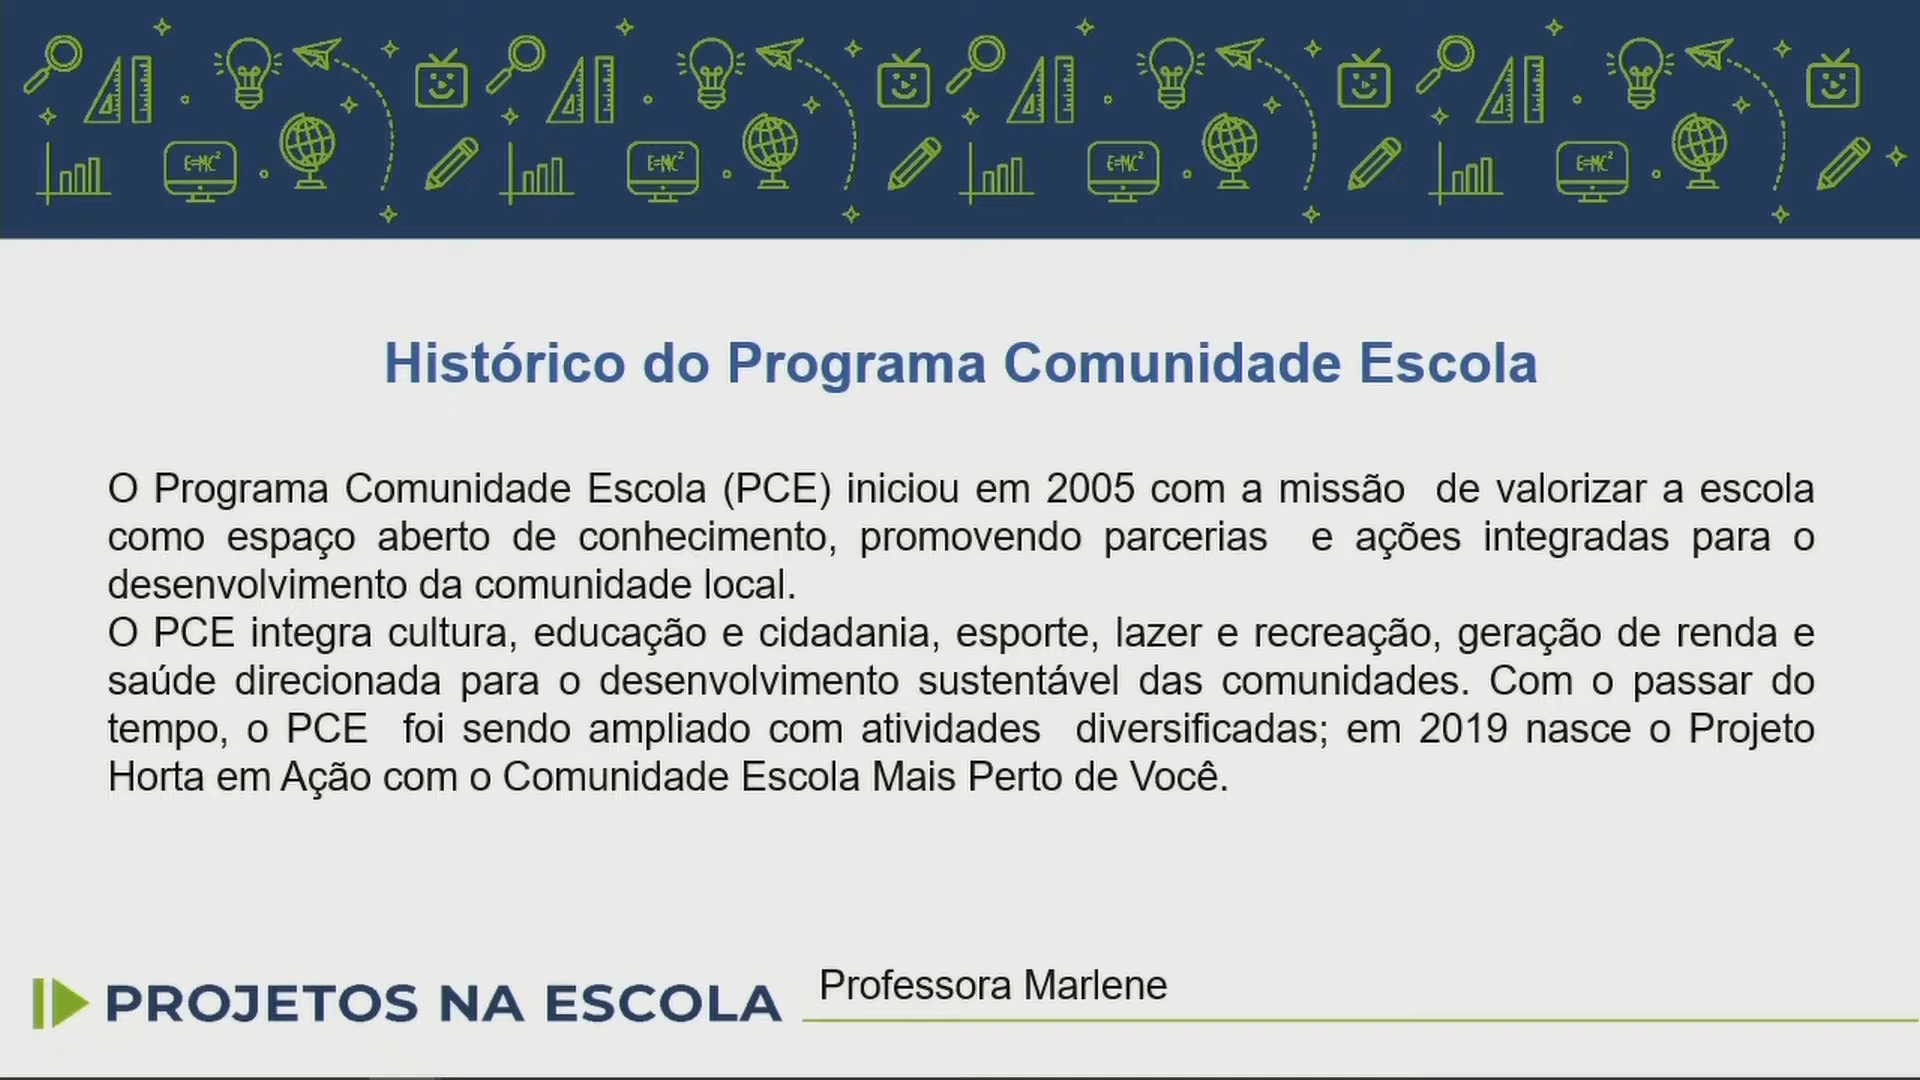 E=MC²
E=MC²
E=MC²
E=MC²
Histórico do Programa Comunidade Escola
O Programa Comunidade Escola (PCE) iniciou em 2005 com a missão de valorizar a escola
como espaço aberto de conhecimento, promovendo parcerias e ações integradas para o
desenvolvimento da comunidade local.
O PCE integra cultura, educação e cidadania, esporte, lazer e recreação, geração de renda e
saúde direcionada para o desenvolvimento sustentável das comunidades. Com o passar do
tempo, o PCE foi sendo ampliado com atividades diversificadas; em 2019 nasce o Projeto
Horta em Ação com o Comunidade Escola Mais Perto de Você.
PROJETOS NA ESCOLA
Professora Marlene